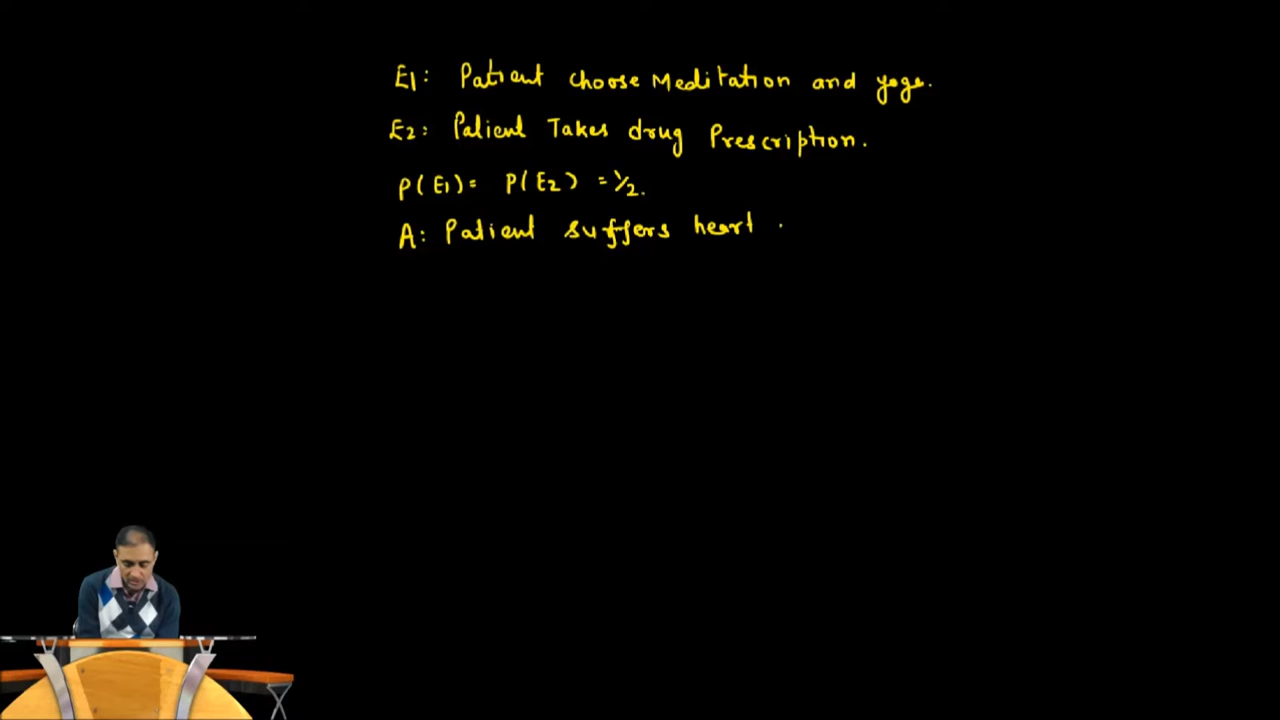 E1: Patient choose Meditation and yoga.
E2: Patient Takes drug Prescription.
P(E1) = P(E2) = 1/2.
A: Patient suffers heart